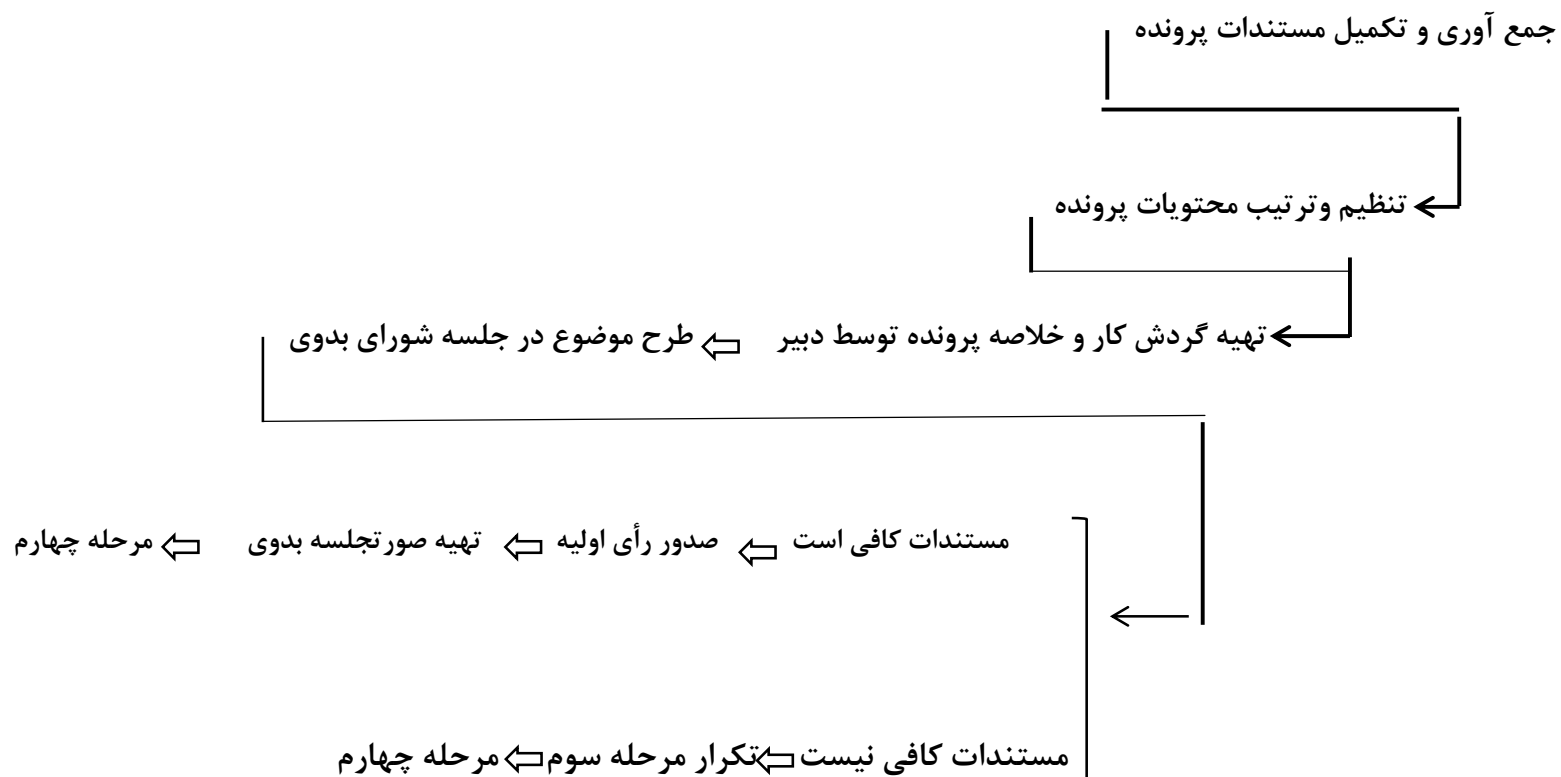 جمع آوری و تکمیل مستندات پرونده
تنظیم وترتیب محتویات پرونده
تهیه گردش کار و خلاصه پرونده توسط دبیر ⇦ طرح موضوع در جلسه شورای بدوی
مستندات کافی است ⇦ صدور رأی اولیه ⇦ تهیه صورتجلسه بدوی ⇦ مرحله چهارم
مستندات کافی نیست ⇦ تکرار مرحله سوم ⇦ مرحله چهارم